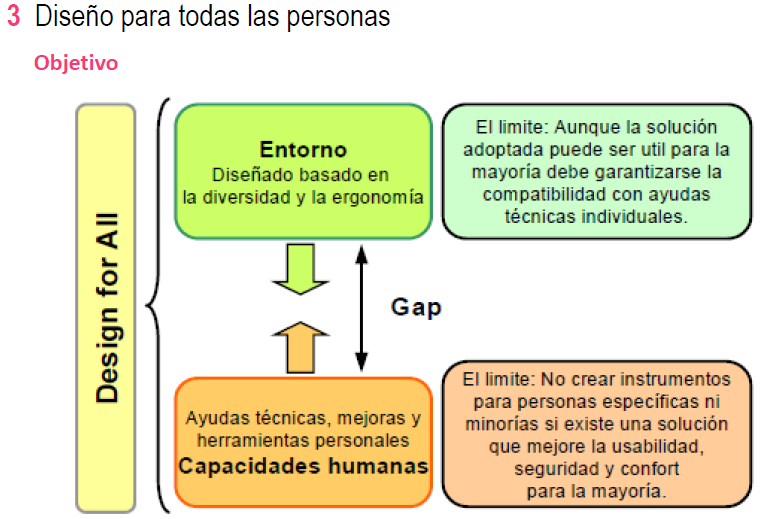 3 Diseño para todas las personas
Objetivo
Design for All
Entorno
Diseñado basado en
la diversidad y la ergonomía
El limite: Aunque la solución
adoptada puede ser util para la
mayoría debe garantizarse la
compatibilidad con ayudas
técnicas individuales.
Gap
Ayudas técnicas, mejoras y
herramientas personales
Capacidades humanas
El limite: No crear instrumentos
para personas específicas ni
minorías si existe una solución
que mejore la usabilidad,
seguridad y confort
para la mayoría.